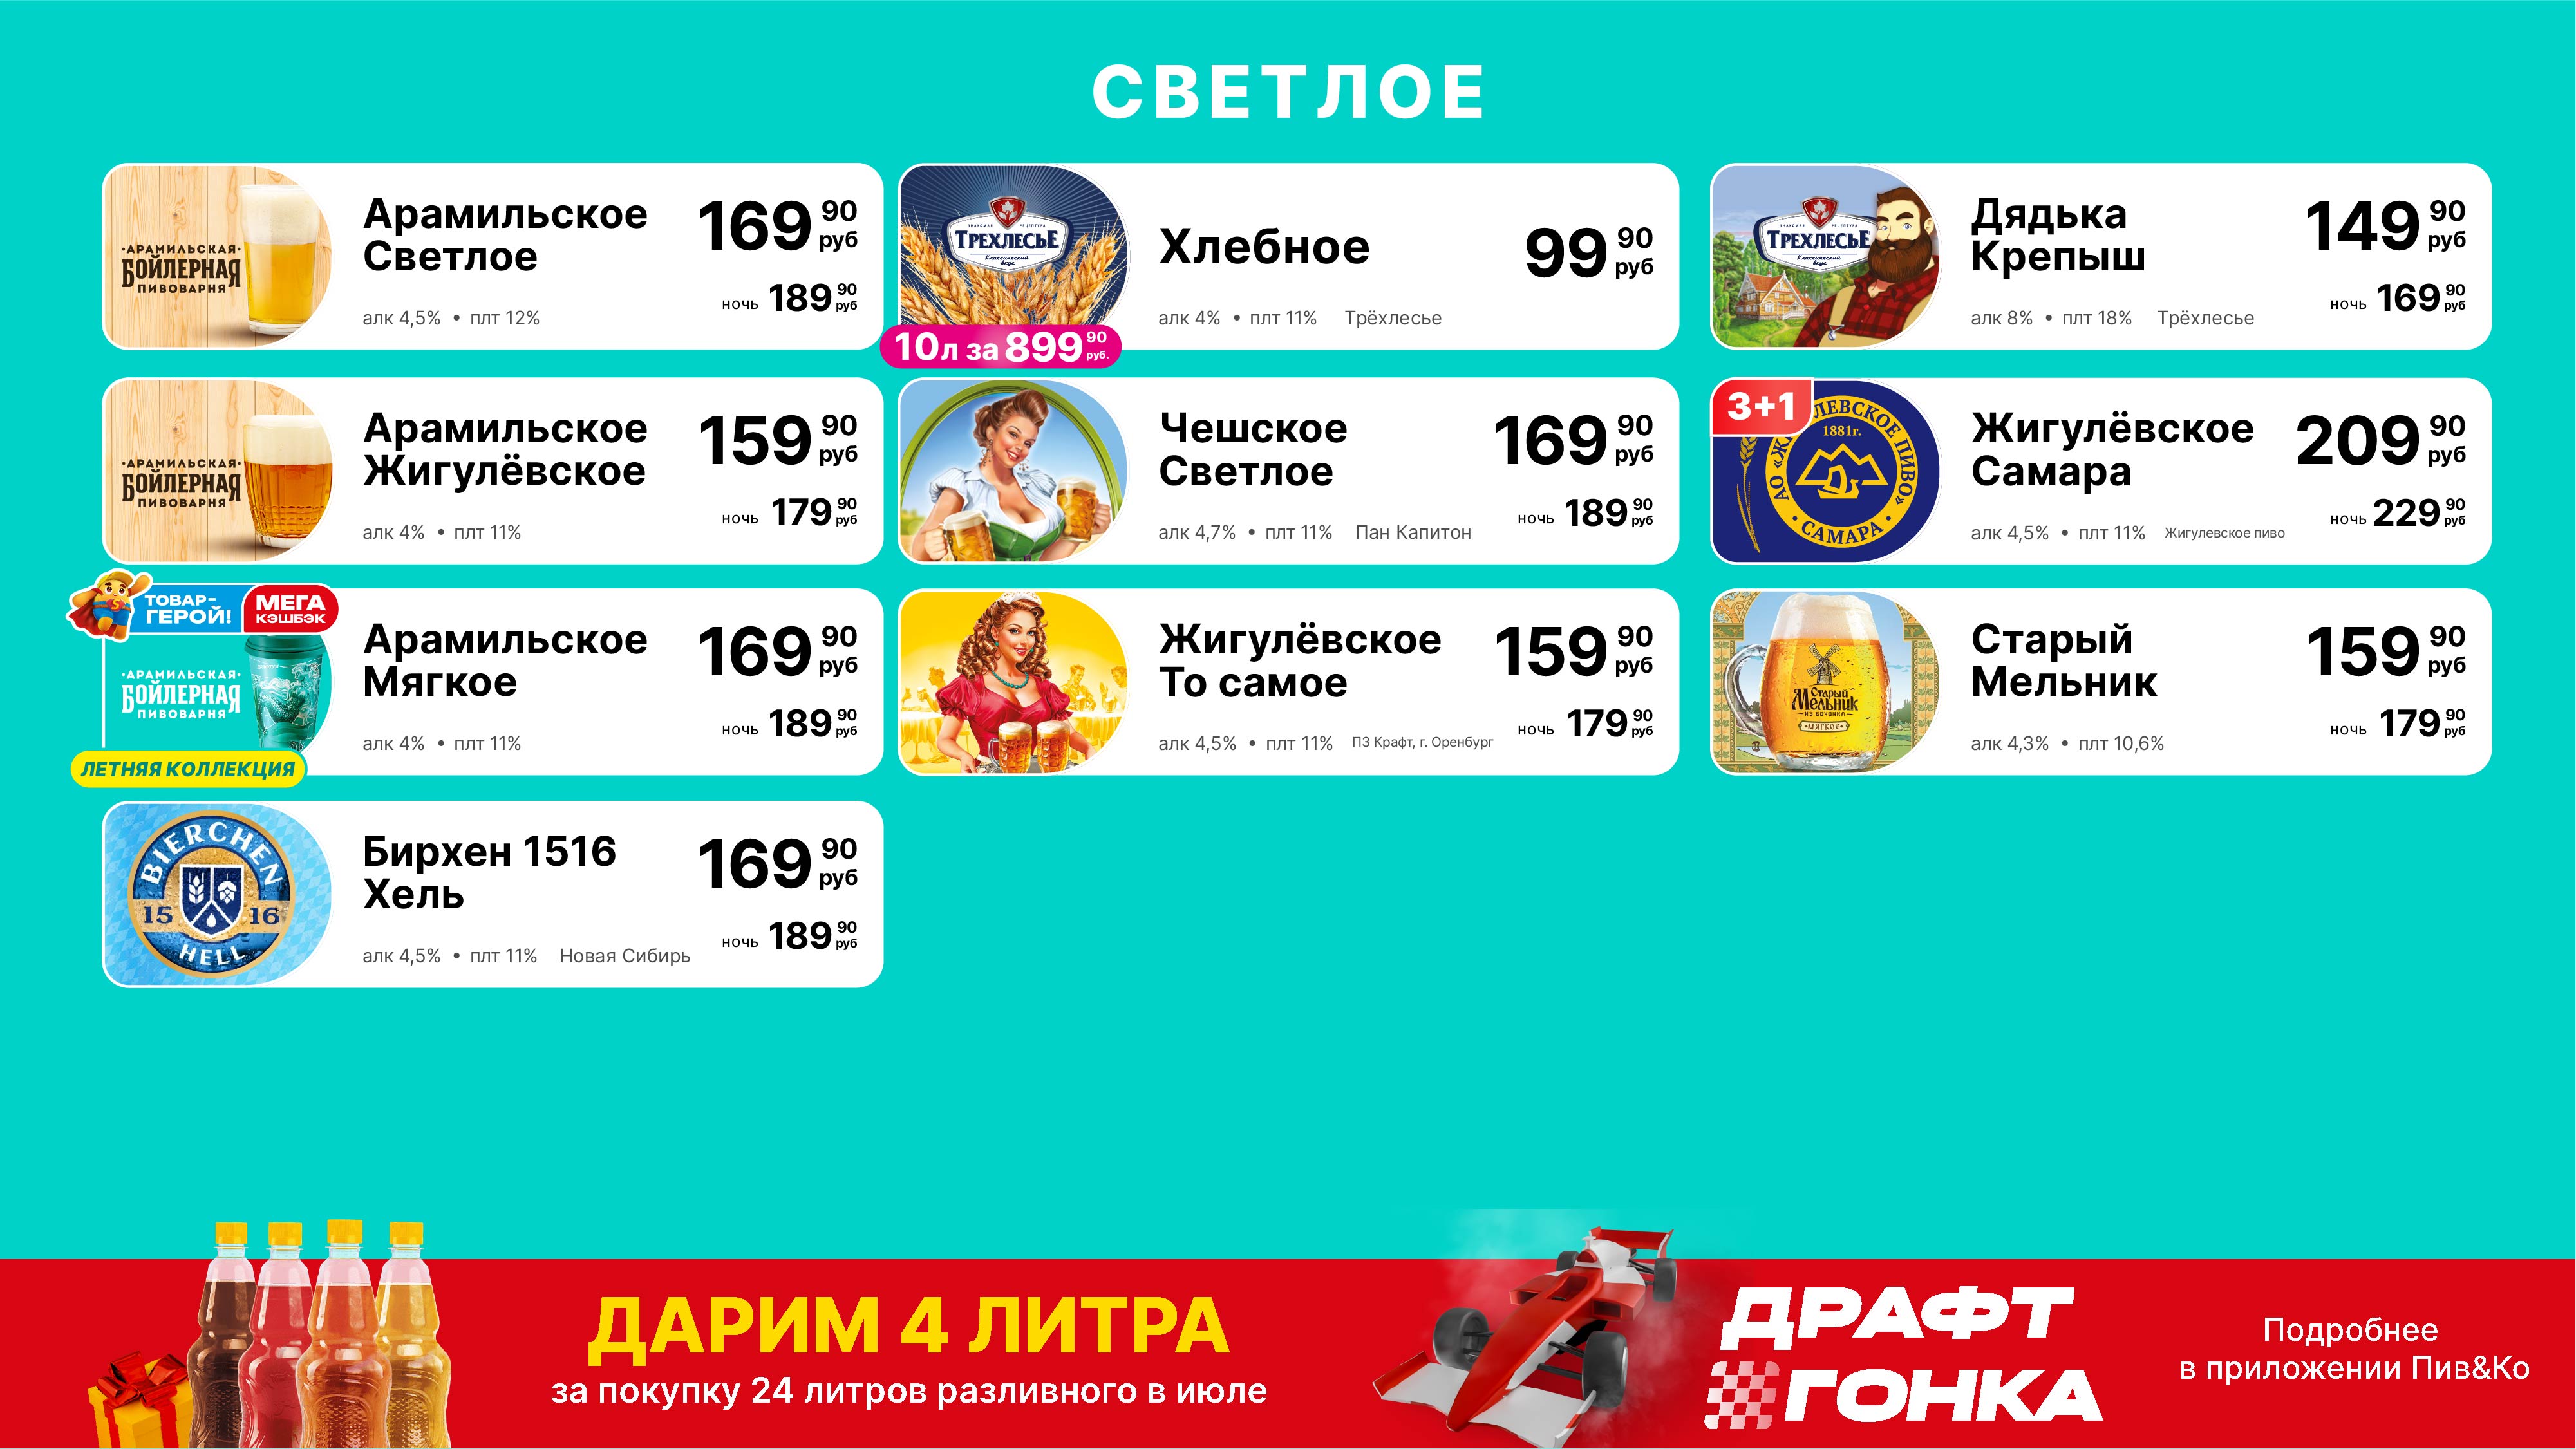 СВЕТЛОЕ
·АРАМИЛЬСКАЯ·
БОЙЛЕРНАЯ
ПИВОВАРНЯ
Арамильское
Светлое
169 90 руб
ночь 189 90 руб
алк 4,5% • плт 12%
ТРЕХЛЕСЬЕ
Классический
вкус
Хлебное
99 90 руб
алк 4% • плт 11% Трёхлесье
10л за 899 90 руб.
ТРЕХЛЕСЬЕ
Классический
вкус
Дядька
Крепыш
149 90 руб
ночь 169 90 руб
алк 8% • плт 18% Трёхлесье
·АРАМИЛЬСКАЯ·
БОЙЛЕРНАЯ
ПИВОВАРНЯ
Арамильское
Жигулёвское
159 90 руб
ночь 179 90 руб
алк 4% • плт 11%
Чешское
Светлое
169 90 руб
ночь 189 90 руб
алк 4,7% • плт 11% Пан Капитон
3+1
АО «Ж ЛЕВСКОЕ ПИВО»
1881г.
· САМАРА ·
Жигулёвское
Самара
209 90 руб
ночь 229 90 руб
алк 4,5% • плт 11% Жигулевское пиво
ТОВАР-
ГЕРОЙ!
МЕГА
КЭШБЭК
·АРАМИЛЬСКАЯ·
БОЙЛЕРНАЯ
ПИВОВАРНЯ
ЛЕТНЯЯ КОЛЛЕКЦИЯ
Арамильское
Мягкое
169 90 руб
ночь 189 90 руб
алк 4% • плт 11%
Жигулёвское
То самое
159 90 руб
ночь 179 90 руб
алк 4,5% • плт 11% ПЗ Крафт, г. Оренбург
Старый
Мельник
ИЗ БОЧОНКА
МЯГКОЕ
Старый
Мельник
159 90 руб
ночь 179 90 руб
алк 4,3% • плт 10,6%
BIERCHEN
15 16
HELL
Бирхен 1516
Хель
169 90 руб
ночь 189 90 руб
алк 4,5% • плт 11% Новая Сибирь
ДАРИМ 4 ЛИТРА
за покупку 24 литров разливного в июле
ДРАФТ
ГОНКА
Подробнее
в приложении Пив&Ко